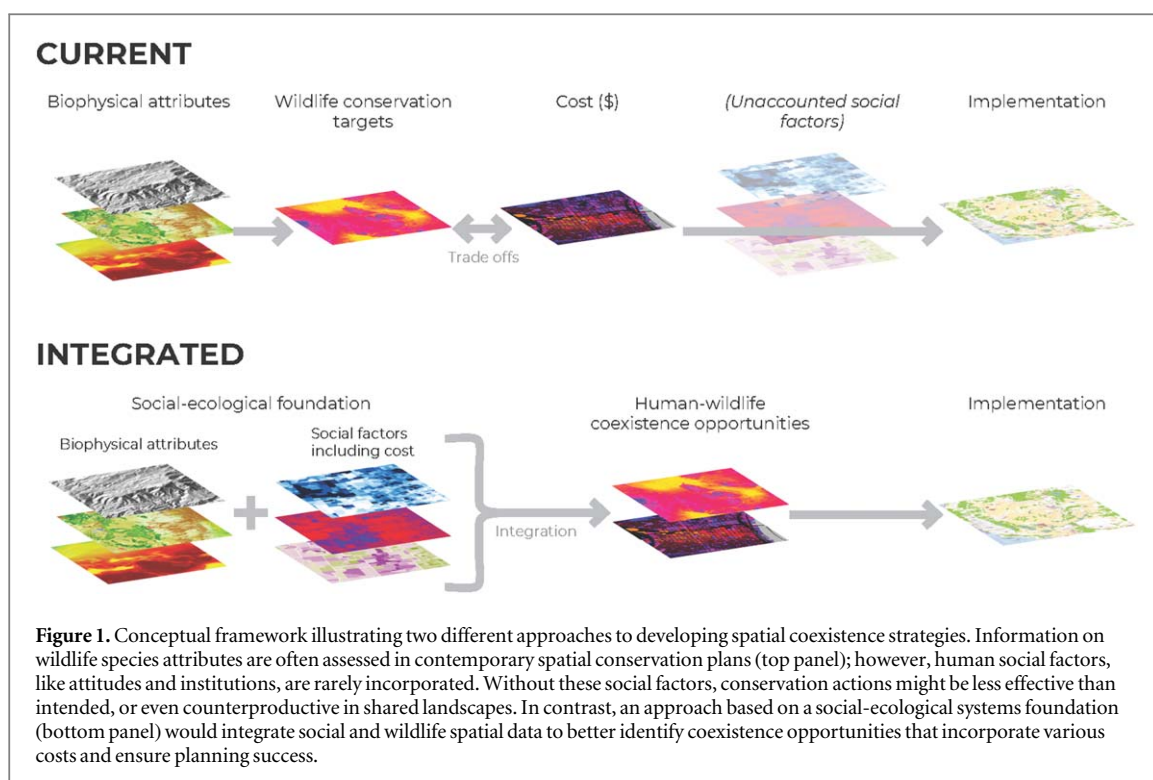 CURRENT
Biophysical attributes
Wildlife conservation
targets
Cost ($)
(Unaccounted social
factors)
Implementation
Trade offs
INTEGRATED
Social-ecological foundation
Biophysical attributes
Social factors
including cost
Human-wildlife
coexistence opportunities
Implementation
Integration
Figure 1. Conceptual framework illustrating two different approaches to developing spatial coexistence strategies. Information on
wildlife species attributes are often assessed in contemporary spatial conservation plans (top panel); however, human social factors,
like attitudes and institutions, are rarely incorporated. Without these social factors, conservation actions might be less effective than
intended, or even counterproductive in shared landscapes. In contrast, an approach based on a social-ecological systems foundation
(bottom panel) would integrate social and wildlife spatial data to better identify coexistence opportunities that incorporate various
costs and ensure planning success.